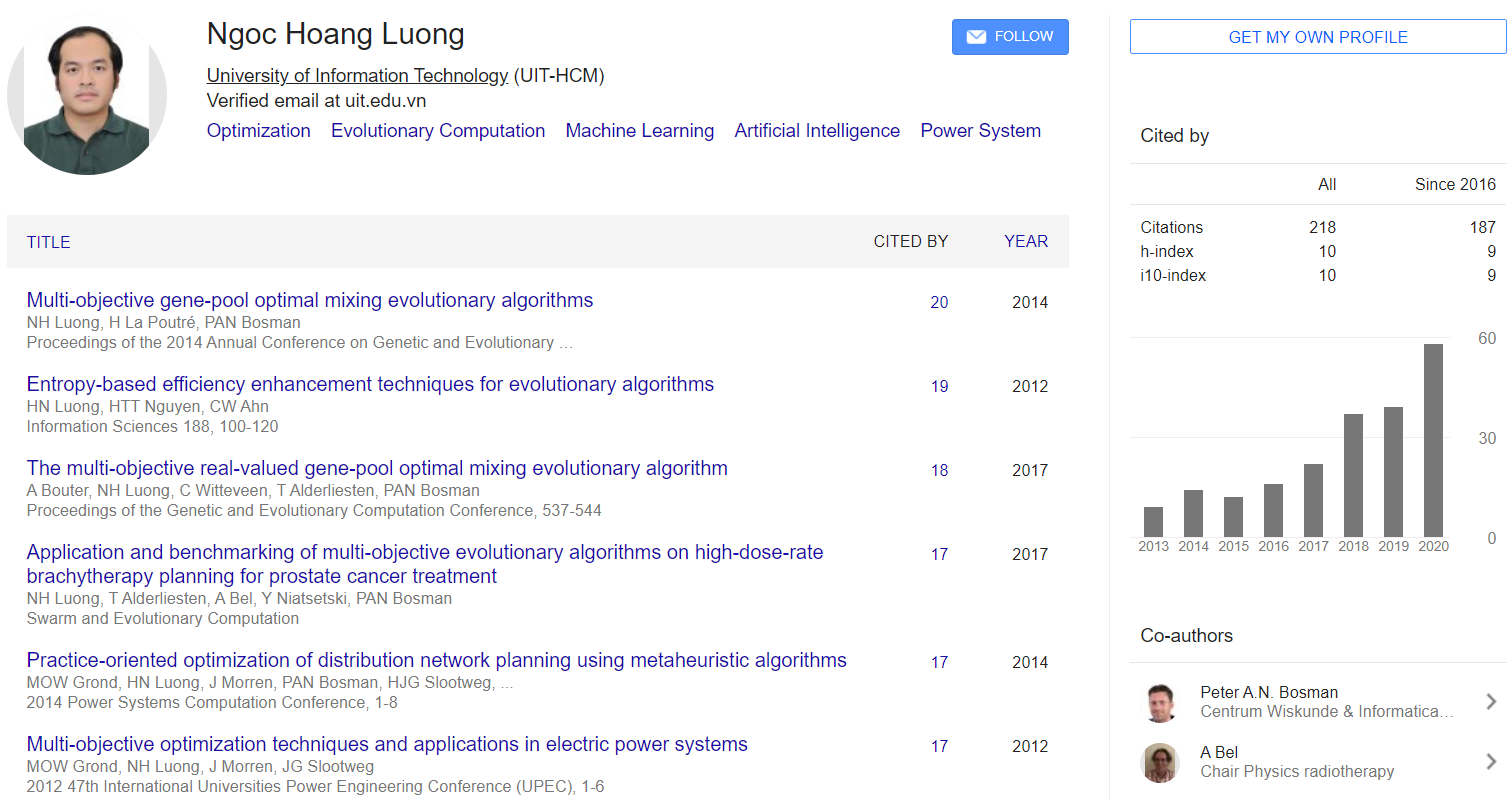 Ngoc Hoang Luong
FOLLOW
University of Information Technology (UIT-HCM)
Verified email at uit.edu.vn
Optimization Evolutionary Computation Machine Learning Artificial Intelligence Power System
TITLE CITED BY YEAR
Multi-objective gene-pool optimal mixing evolutionary algorithms 20 2014
NH Luong, H La Poutré, PAN Bosman
Proceedings of the 2014 Annual Conference on Genetic and Evolutionary …
Entropy-based efficiency enhancement techniques for evolutionary algorithms 19 2012
HN Luong, HTT Nguyen, CW Ahn
Information Sciences 188, 100-120
The multi-objective real-valued gene-pool optimal mixing evolutionary algorithm 18 2017
A Bouter, NH Luong, C Witteveen, T Alderliesten, PAN Bosman
Proceedings of the Genetic and Evolutionary Computation Conference, 537-544
Application and benchmarking of multi-objective evolutionary algorithms on high-dose-rate 17 2017
brachytherapy planning for prostate cancer treatment
NH Luong, T Alderliesten, A Bel, Y Niatsetski, PAN Bosman
Swarm and Evolutionary Computation
Practice-oriented optimization of distribution network planning using metaheuristic algorithms 17 2014
MOW Grond, HN Luong, J Morren, PAN Bosman, HJG Slootweg, ...
2014 Power Systems Computation Conference, 1-8
Multi-objective optimization techniques and applications in electric power systems 17 2012
MOW Grond, NH Luong, J Morren, JG Slootweg
2012 47th International Universities Power Engineering Conference (UPEC), 1-6
GET MY OWN PROFILE
Cited by
All Since 2016
Citations 218 187
h-index 10 9
i10-index 10 9
60
30
0
2013 2014 2015 2016 2017 2018 2019 2020
Co-authors
Peter A.N. Bosman
Centrum Wiskunde & Informatica…
A Bel
Chair Physics radiotherapy